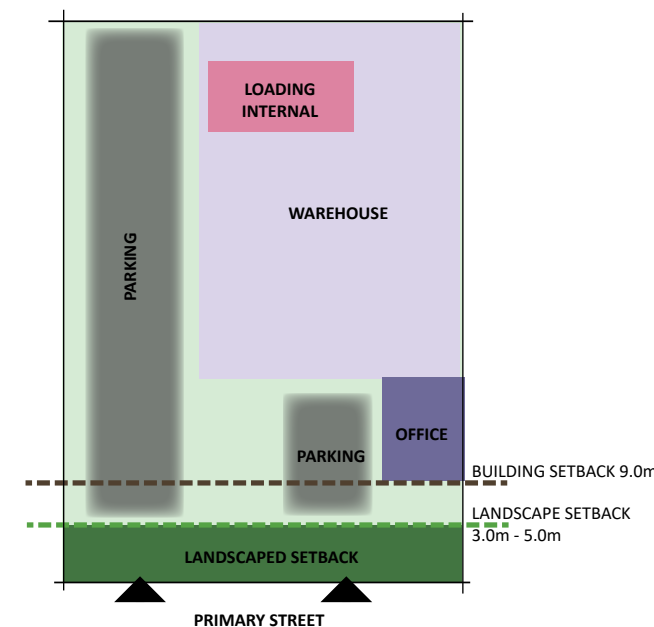 LOADING
INTERNAL
WAREHOUSE
PARKING
OFFICE
PARKING
BUILDING SETBACK 9.0m
LANDSCAPE SETBACK
3.0m - 5.0m
LANDSCAPED SETBACK
PRIMARY STREET